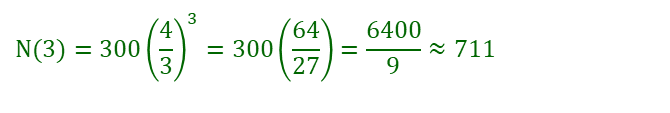 N(3) = 300 (4/3)³ = 300 (64/27) = 6400/9 ≈ 711